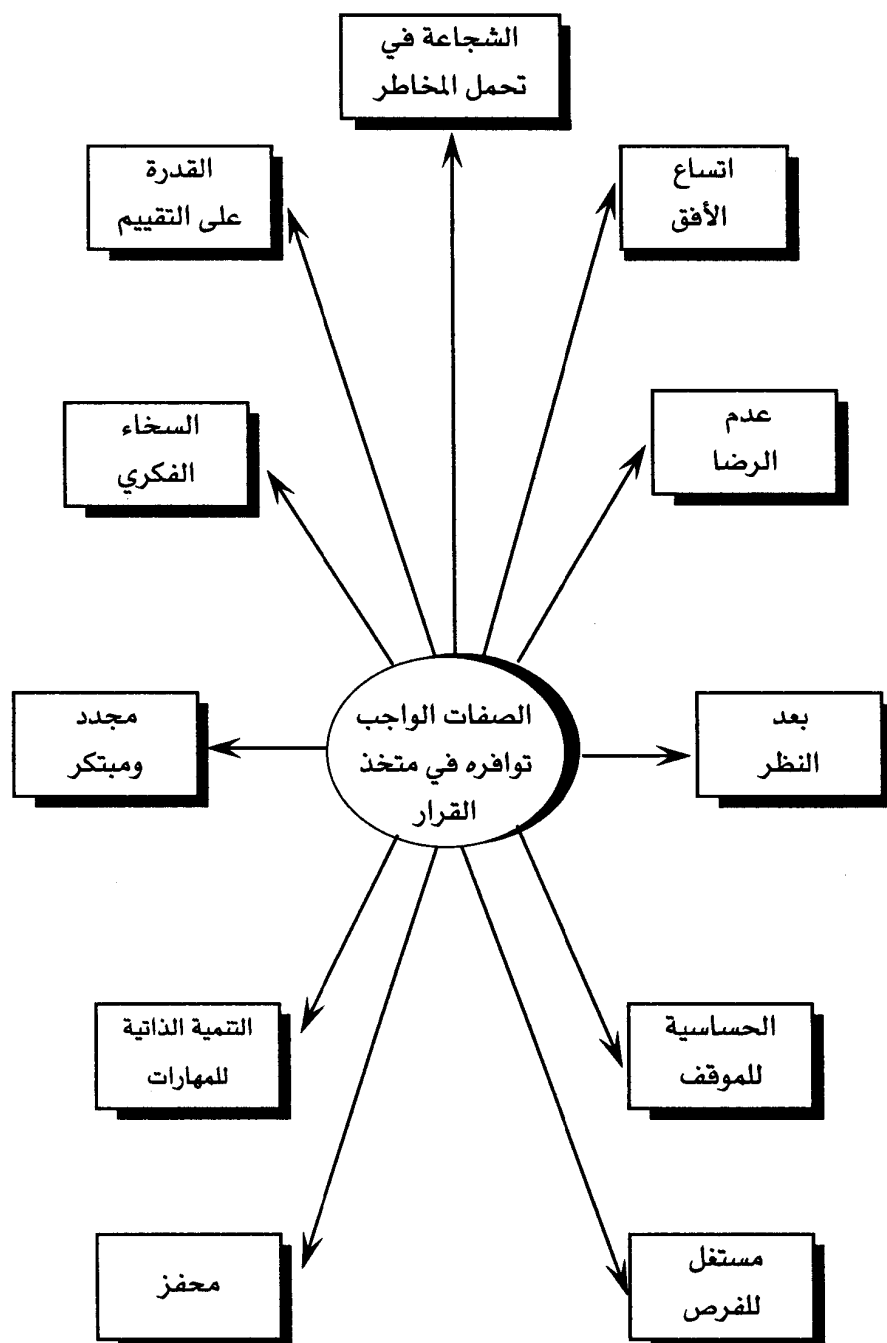 الشجاعة في
تحمل المخاطر
اتساع
الأفق
القدرة
على التقييم
عدم
الرضا
السخاء
الفكري
الصفات الواجب
توافره في متخذ
القرار
بعد
النظر
مجدد
ومبتكر
الحساسية
للموقف
التنمية الذاتية
للمهارات
مستغل
للفرص
محفز